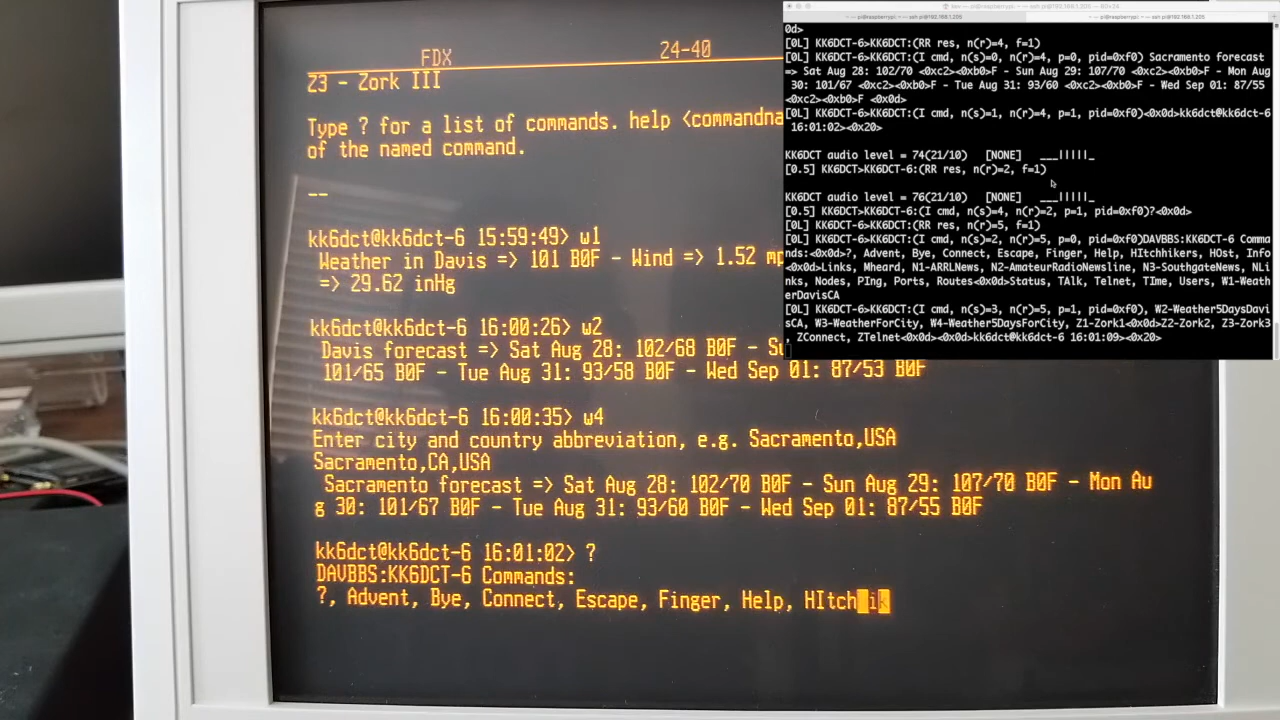 FDX 24-40
Z3 - Zork III
Type ? for a list of commands. help <commandna
of the named command.
--
kk6dct@kk6dct-6 15:59:49> w1
Weather in Davis => 101 B0F - Wind => 1.52 mp
=> 29.62 inHg
kk6dct@kk6dct-6 16:00:26> w2
Davis forecast => Sat Aug 28: 102/68 B0F - Su
101/65 B0F - Tue Aug 31: 93/58 B0F - Wed Sep 01: 87/53 B0F
kk6dct@kk6dct-6 16:00:35> w4
Enter city and country abbreviation, e.g. Sacramento,USA
Sacramento,CA,USA
Sacramento forecast => Sat Aug 28: 102/70 B0F - Sun Aug 29: 107/70 B0F - Mon Au
g 30: 101/67 B0F - Tue Aug 31: 93/60 B0F - Wed Sep 01: 87/55 B0F
kk6dct@kk6dct-6 16:01:02> ?
DAVBBS:KK6DCT-6 Commands:
?, Advent, Bye, Connect, Escape, Finger, Help, HItchik
0d>
[0L] KK6DCT-6>KK6DCT:(RR res, n(r)=4, f=1)
[0L] KK6DCT-6>KK6DCT:(I cmd, n(s)=0, n(r)=4, p=0, pid=0xf0) Sacramento forecast
=> Sat Aug 28: 102/70 <0xc2><0xb0>F - Sun Aug 29: 107/70 <0xc2><0xb0>F - Mon Aug
30: 101/67 <0xc2><0xb0>F - Tue Aug 31: 93/60 <0xc2><0xb0>F - Wed Sep 01: 87/55
<0xc2><0xb0>F <0x0d>
[0L] KK6DCT-6>KK6DCT:(I cmd, n(s)=1, n(r)=4, p=1, pid=0xf0)<0x0d>kk6dct@kk6dct-6
16:01:02><0x20>
KK6DCT audio level = 74(21/10) [NONE] ___|||||_
[0.5] KK6DCT>KK6DCT-6:(RR res, n(r)=2, f=1)
KK6DCT audio level = 76(21/10) [NONE] ___|||||_
[0.5] KK6DCT>KK6DCT-6:(I cmd, n(s)=4, n(r)=2, p=1, pid=0xf0)?<0x0d>
[0L] KK6DCT-6>KK6DCT:(RR res, n(r)=5, f=1)
[0L] KK6DCT-6>KK6DCT:(I cmd, n(s)=2, n(r)=5, p=0, pid=0xf0)DAVBBS:KK6DCT-6 Comma
nds:<0x0d>?, Advent, Bye, Connect, Escape, Finger, Help, HItchhikers, HOst, Info
<0x0d>Links, Mheard, N1-ARRLNews, N2-AmateurRadioNewsline, N3-SouthgateNews, NLi
nks, Nodes, PIng, Ports, Routes<0x0d>Status, TAlk, Telnet, TIme, Users, W1-Weath
erDavisCA
[0L] KK6DCT-6>KK6DCT:(I cmd, n(s)=3, n(r)=5, p=1, pid=0xf0), W2-Weather5DaysDavi
sCA, W3-WeatherForCity, W4-Weather5DaysForCity, Z1-Zork1<0x0d>Z2-Zork2, Z3-Zork3
, ZConnect, ZTelnet<0x0d><0x0d>kk6dct@kk6dct-6 16:01:09><0x20>